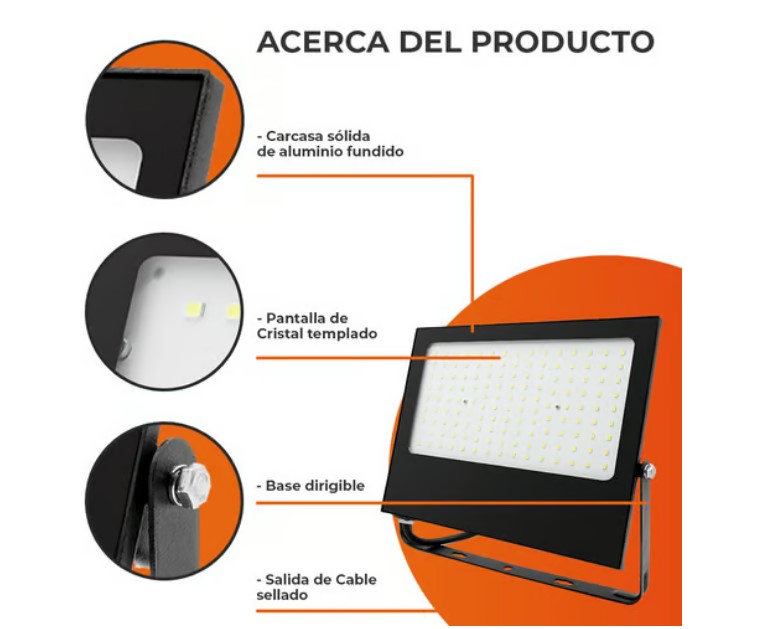 ACERCA DEL PRODUCTO
- Carcasa sólida
de aluminio fundido
- Pantalla de
Cristal templado
- Base dirigible
- Salida de Cable
sellado